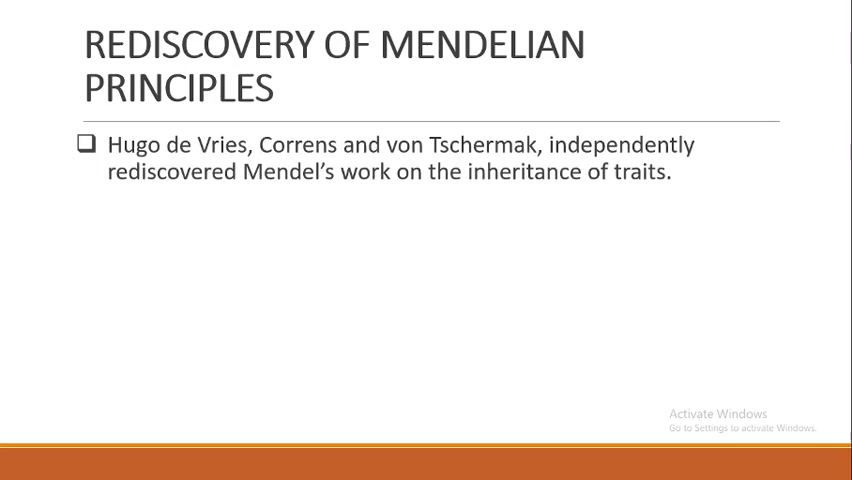 REDISCOVERY OF MENDELIAN
PRINCIPLES
Hugo de Vries, Correns and von Tschermak, independently
rediscovered Mendel’s work on the inheritance of traits.
Activate Windows
Go to Settings to activate Windows.